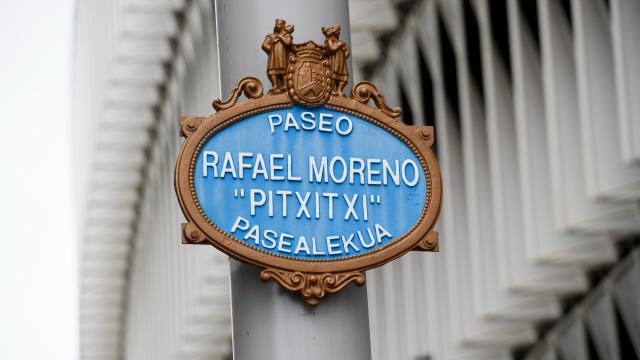 PASEO
RAFAEL MORENO
"PITXITXI"
PASEALEKUA